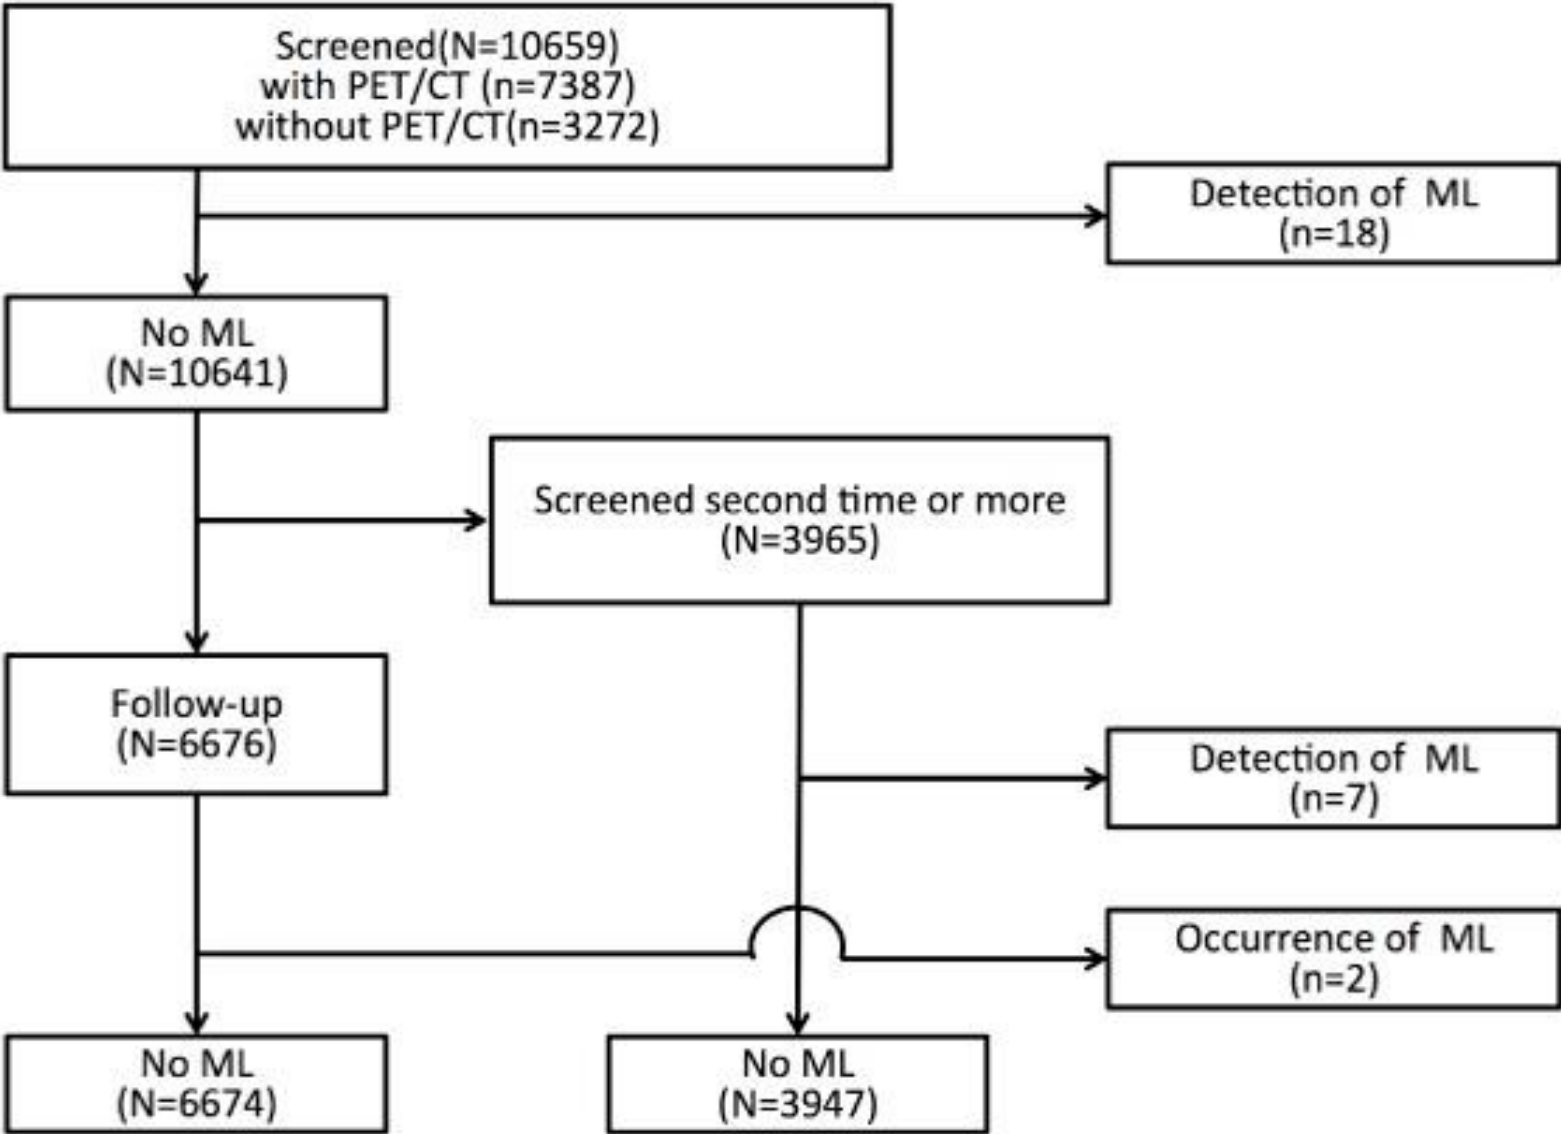 Screened(N=10659)
with PET/CT (n=7387)
without PET/CT(n=3272)
Detection of ML
(n=18)
No ML
(N=10641)
Screened second time or more
(N=3965)
Follow-up
(N=6676)
Detection of ML
(n=7)
Occurrence of ML
(n=2)
No ML
(N=6674)
No ML
(N=3947)